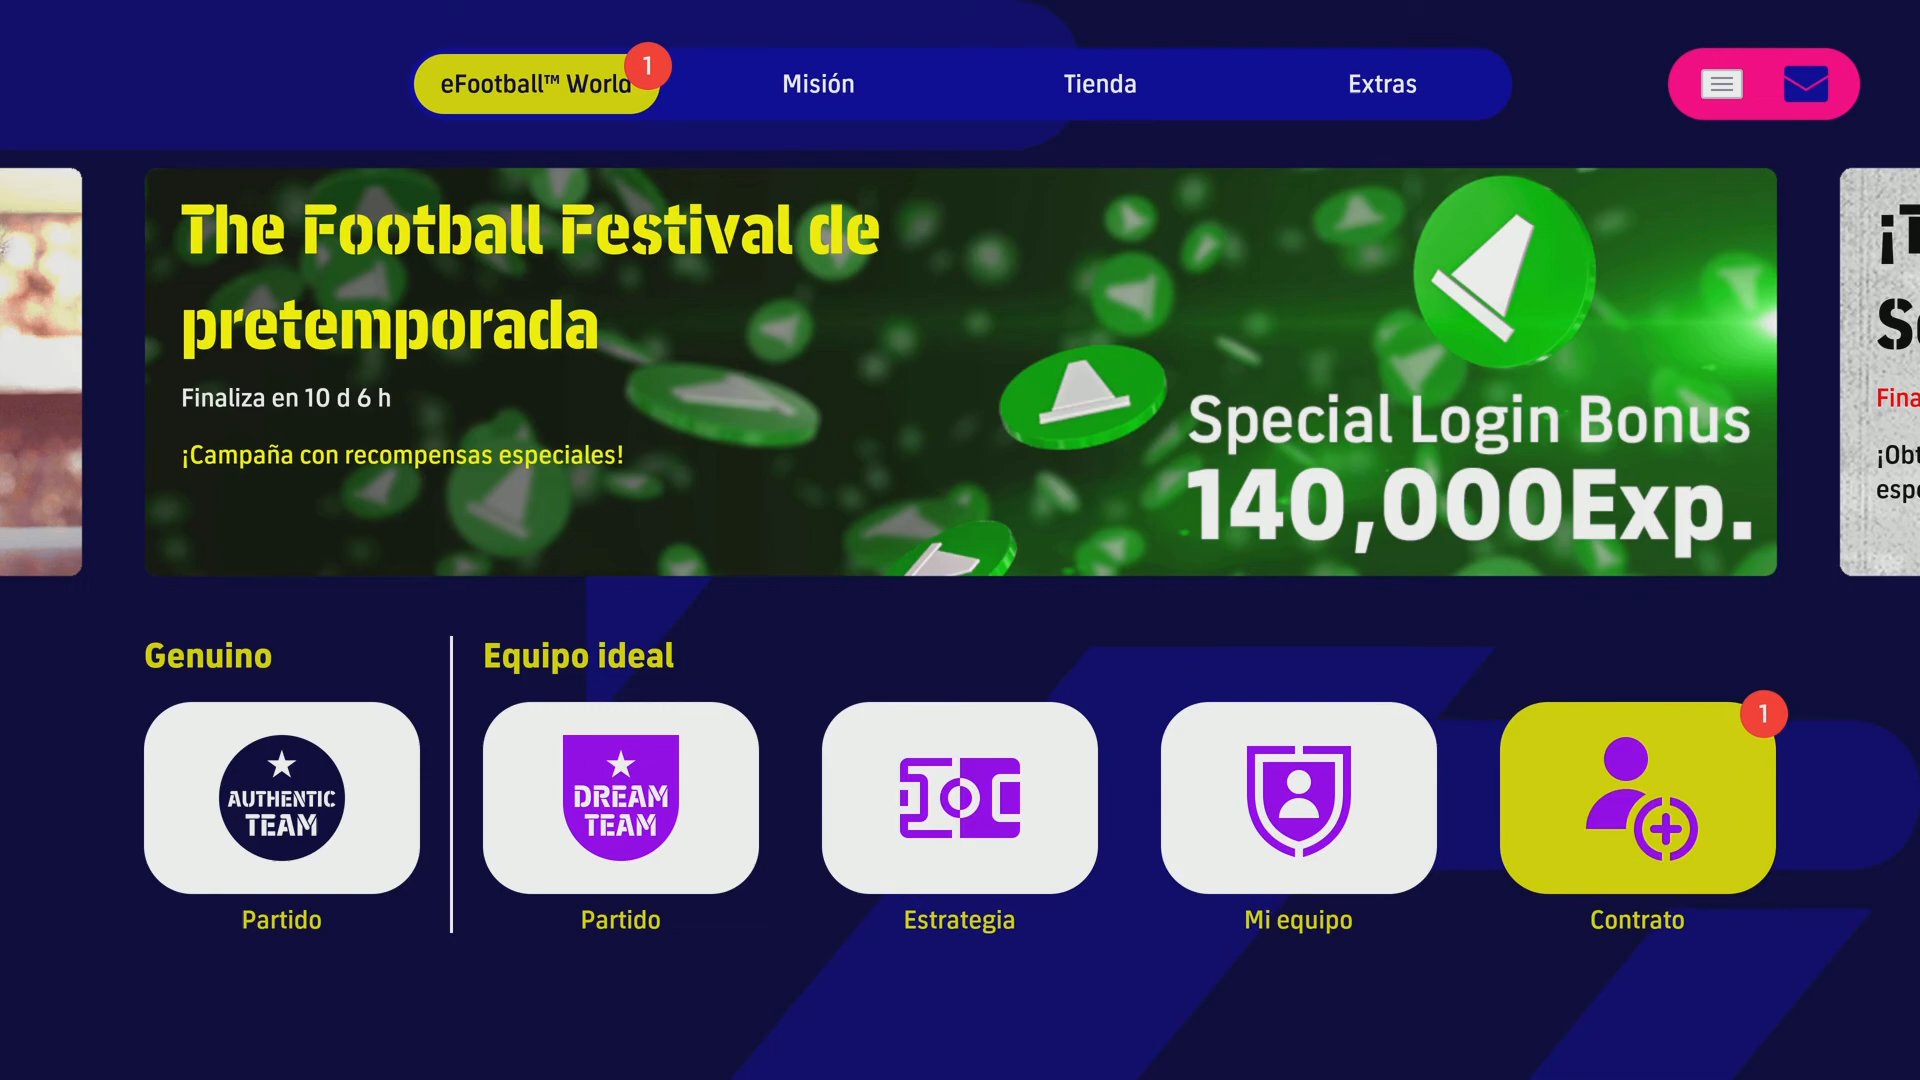 eFootball™ World
1
Misión
Tienda
Extras
The Football Festival de
pretemporada
Finaliza en 10 d 6 h
¡Campaña con recompensas especiales!
Special Login Bonus
140,000Exp.
Genuino
Equipo ideal
AUTHENTIC
TEAM
Partido
DREAM
TEAM
Partido
Estrategia
Mi equipo
1
Contrato